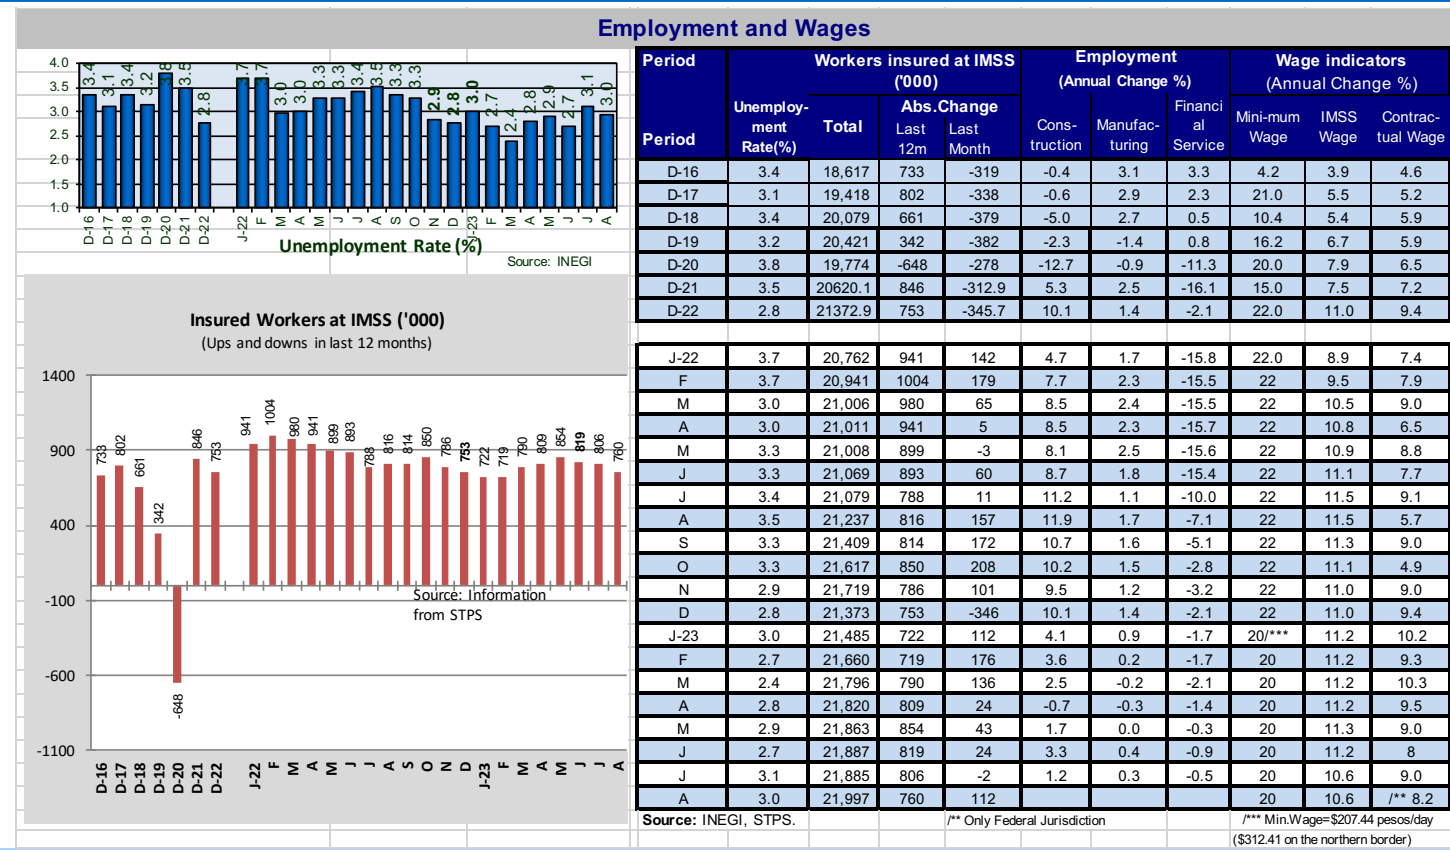 Employment and Wages
4.0
3.5
3.0
2.5
2.0
1.5
1.0
3.4 3.1 3.4 3.2 3.8 3.5 2.8 3.7 3.7 3.0 3.0 3.3 3.3 3.4 3.5 3.3 3.3 2.9 2.8 3.0 2.7 2.4 2.8 2.9 2.7 3.1 3.0
D-16 D-17 D-18 D-19 D-20 D-21 D-22 J-22 F M A M J J A S O N D J-23 F M A M J J A
Unemployment Rate (%)
Source: INEGI
Insured Workers at IMSS ('000)
(Ups and downs in last 12 months)
1400
900
400
-100
-600
-1100
733 802 661 342 -648 846 753 941 1004 980 941 899 893 788 816 814 850 786 753 722 719 790 809 854 819 806 760
Source: Information
from STPS
D-16 D-17 D-18 D-19 D-20 D-21 D-22 J-22 F M A M J J A S O N D J-23 F M A M J J A
Period Workers insured at IMSS Employment Wage indicators
('000) (Annual Change %) (Annual Change %)
Period
Unemploy-
ment
Rate(%)
Total
Abs.Change
Last
12m
Last
Month
Cons-
truction
Manufac-
turing
Financi
al
Service
Mini-mum
Wage
IMSS
Wage
Contrac-
tual Wage
D-16 3.4 18,617 733 -319 -0.4 3.1 3.3 4.2 3.9 4.6
D-17 3.1 19,418 802 -338 -0.6 2.9 2.3 21.0 5.5 5.2
D-18 3.4 20,079 661 -379 -5.0 2.7 0.5 10.4 5.4 5.9
D-19 3.2 20,421 342 -382 -2.3 -1.4 0.8 16.2 6.7 5.9
D-20 3.8 19,774 -648 -278 -12.7 -0.9 -11.3 20.0 7.9 6.5
D-21 3.5 20620.1 846 -312.9 5.3 2.5 -16.1 15.0 7.5 7.2
D-22 2.8 21372.9 753 -345.7 10.1 1.4 -2.1 22.0 11.0 9.4
J-22 3.7 20,762 941 142 4.7 1.7 -15.8 22.0 8.9 7.4
F 3.7 20,941 1004 179 7.7 2.3 -15.5 22 9.5 7.9
M 3.0 21,006 980 65 8.5 2.4 -15.5 22 10.5 9.0
A 3.0 21,011 941 5 8.5 2.3 -15.7 22 10.8 6.5
M 3.3 21,008 899 -3 8.1 2.5 -15.6 22 10.9 8.8
J 3.3 21,069 893 60 8.7 1.8 -15.4 22 11.1 7.7
J 3.4 21,079 788 11 11.2 1.1 -10.0 22 11.5 9.1
A 3.5 21,237 816 157 11.9 1.7 -7.1 22 11.5 5.7
S 3.3 21,409 814 172 10.7 1.6 -5.1 22 11.3 9.0
O 3.3 21,617 850 208 10.2 1.5 -2.8 22 11.1 4.9
N 2.9 21,719 786 101 9.5 1.2 -3.2 22 11.0 9.0
D 2.8 21,373 753 -346 10.1 1.4 -2.1 22 11.0 9.4
J-23 3.0 21,485 722 112 4.1 0.9 -1.7 20/*** 11.2 10.2
F 2.7 21,660 719 176 3.6 0.2 -1.7 20 11.2 9.3
M 2.4 21,796 790 136 2.5 -0.2 -2.1 20 11.2 10.3
A 2.8 21,820 809 24 -0.7 -0.3 -1.4 20 11.2 9.5
M 2.9 21,863 854 43 1.7 0.0 -0.3 20 11.3 9.0
J 2.7 21,887 819 24 3.3 0.4 -0.9 20 11.2 8
J 3.1 21,885 806 -2 1.2 0.3 -0.5 20 10.6 9.0
A 3.0 21,997 760 112 20 10.6 /** 8.2
Source: INEGI, STPS. /** Only Federal Jurisdiction /*** Min.Wage=$207.44 pesos/day
($312.41 on the northern border)